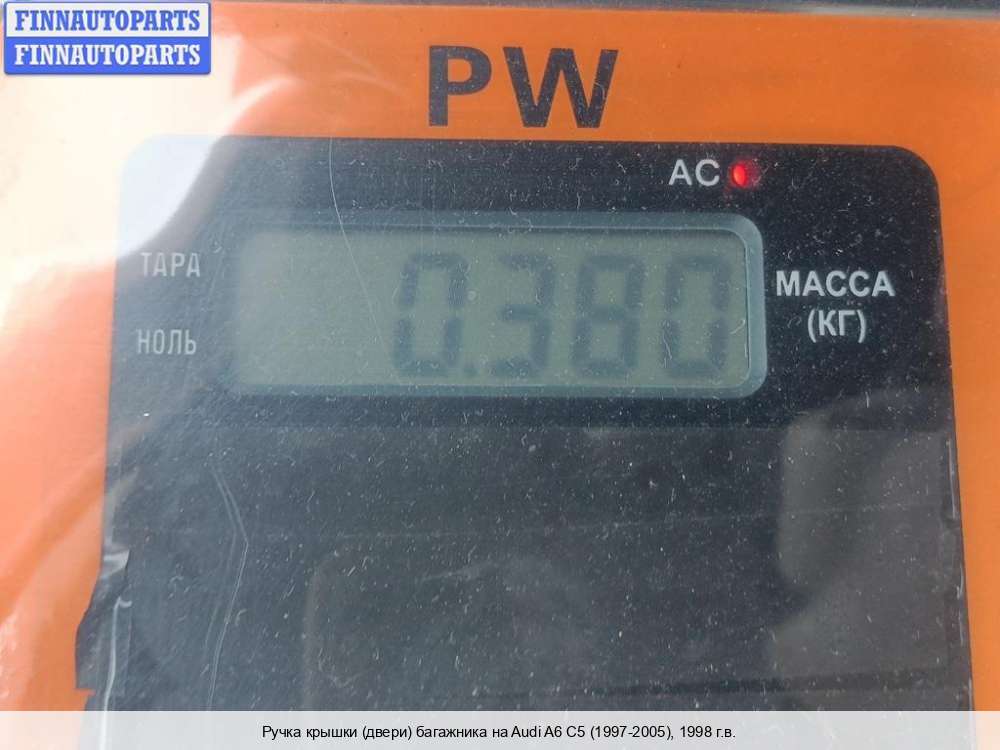 FINNAUTOPARTS
FINNAUTOPARTS
PW
AC
ТАРА
0.380
МАССА
(КГ)
НОЛЬ
Ручка крышки (двери) багажника на Audi A6 C5 (1997-2005), 1998 г.в.